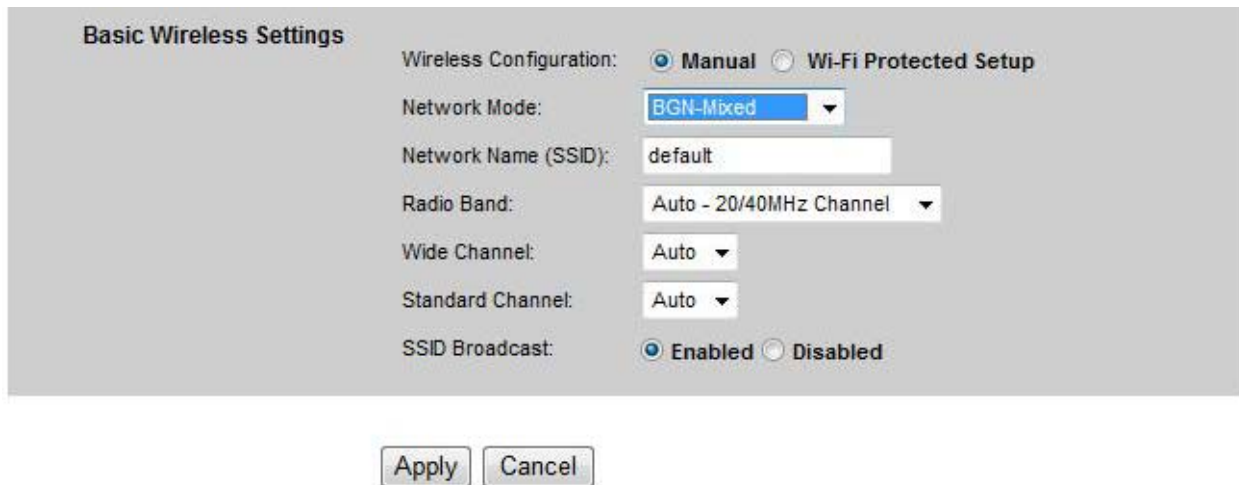 Basic Wireless Settings
Wireless Configuration: Manual Wi-Fi Protected Setup
Network Mode: BGN-Mixed
Network Name (SSID): default
Radio Band: Auto - 20/40MHz Channel
Wide Channel: Auto
Standard Channel: Auto
SSID Broadcast: Enabled Disabled
Apply Cancel